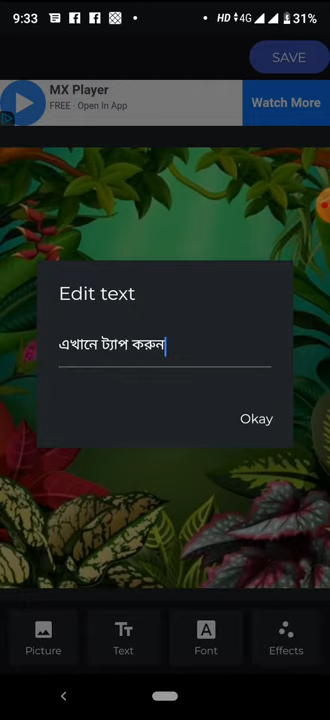 9:33
HD 4G 31%
SAVE
MX Player
FREE · Open In App
Watch More
Edit text
এখানে ট্যাপ করুন
Okay
Picture
Text
Font
Effects